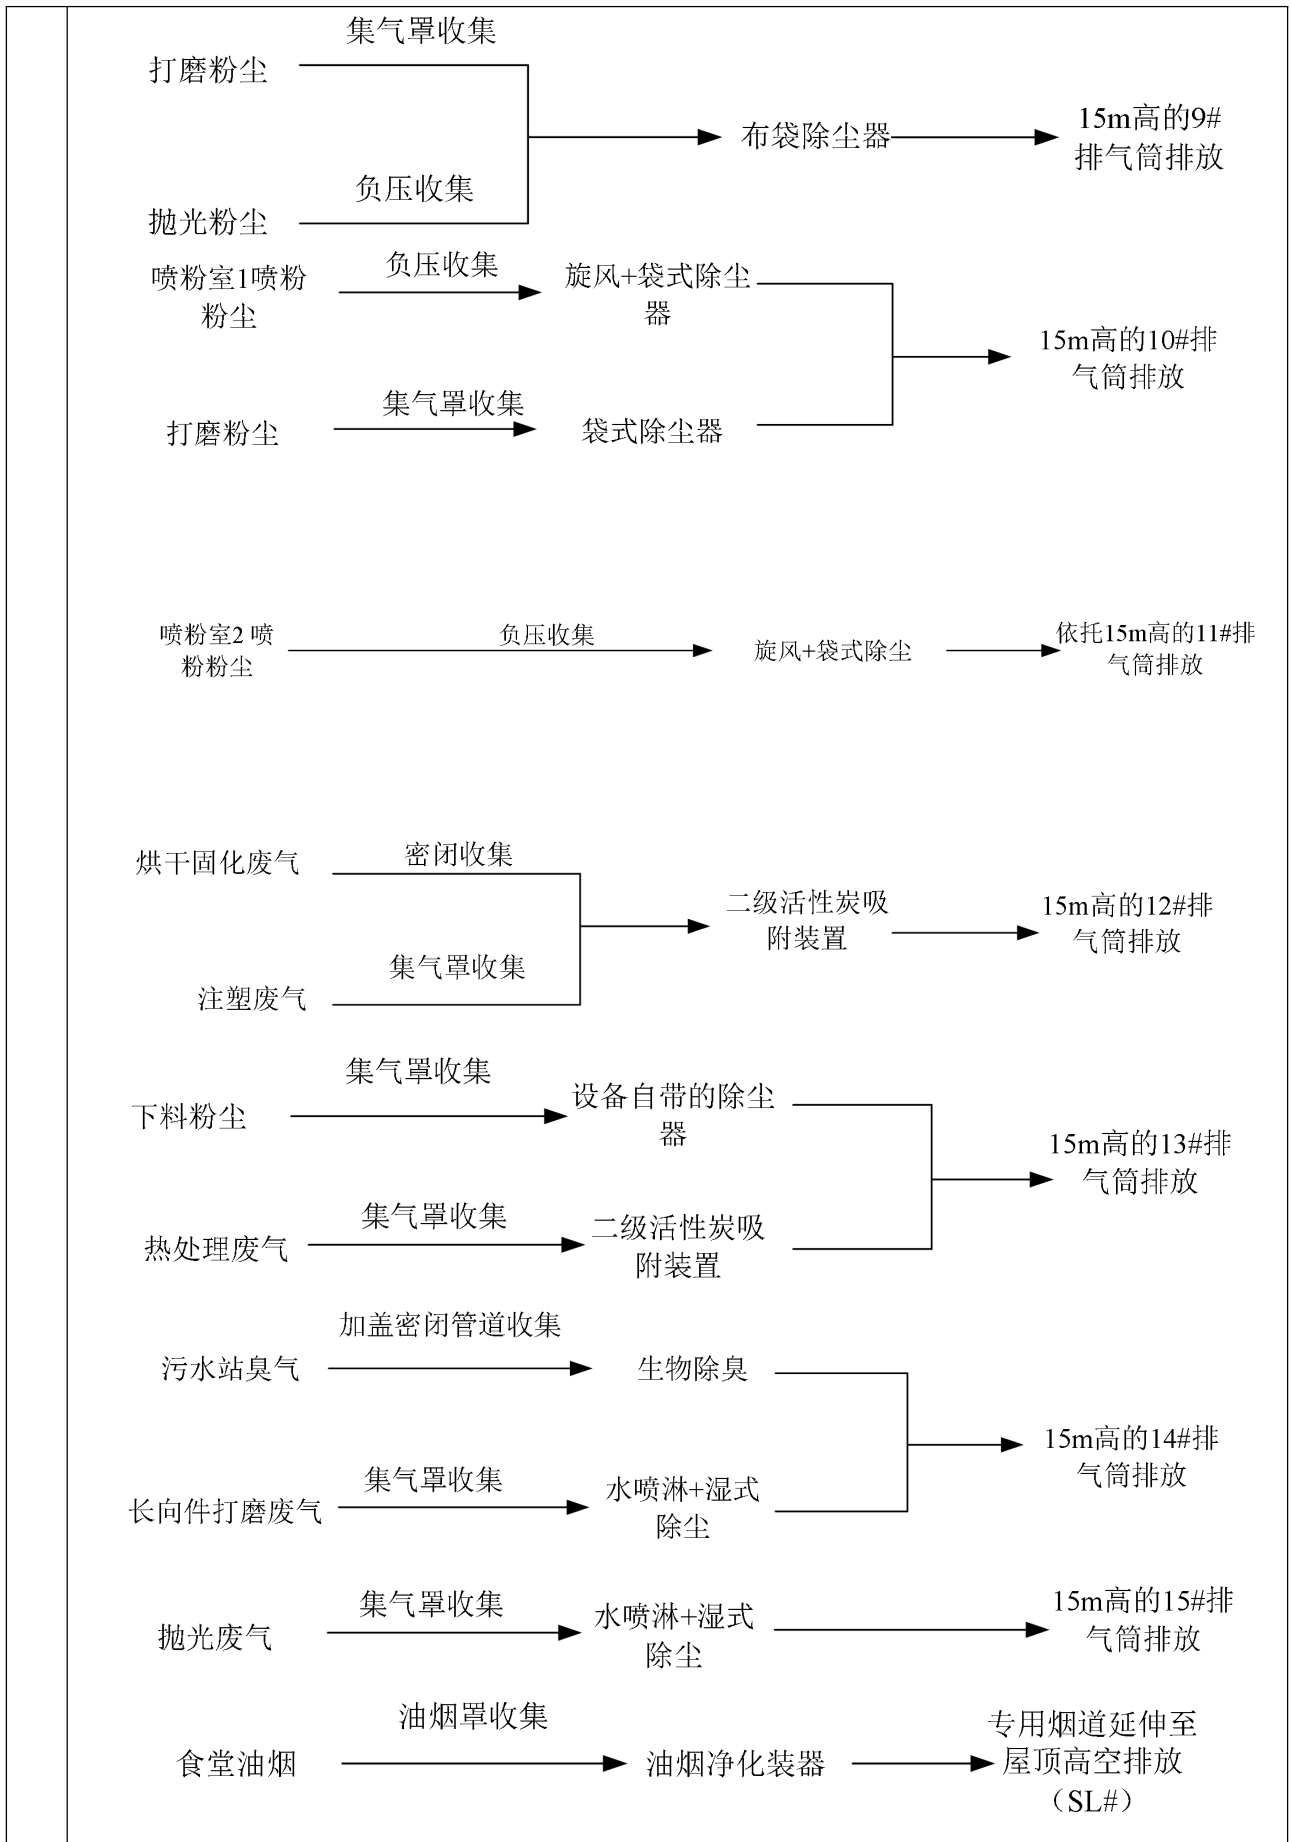 集气罩收集
打磨粉尘
布袋除尘器
15m高的9#
排气筒排放
负压收集
抛光粉尘
喷粉室1喷粉
粉尘
负压收集
旋风+袋式除尘
器
15m高的10#排
气筒排放
打磨粉尘
集气罩收集
袋式除尘器
喷粉室2 喷
粉粉尘
负压收集
旋风+袋式除尘
依托15m高的11#排
气筒排放
烘干固化废气
密闭收集
二级活性炭吸
附装置
15m高的12#排
气筒排放
集气罩收集
注塑废气
集气罩收集
下料粉尘
设备自带的除尘
器
15m高的13#排
气筒排放
集气罩收集
热处理废气
二级活性炭吸
附装置
加盖密闭管道收集
污水站臭气
生物除臭
15m高的14#排
气筒排放
集气罩收集
长向件打磨废气
水喷淋+湿式
除尘
集气罩收集
抛光废气
水喷淋+湿式
除尘
15m高的15#排
气筒排放
油烟罩收集
食堂油烟
油烟净化装器
专用烟道延伸至
屋顶高空排放
（SL#）